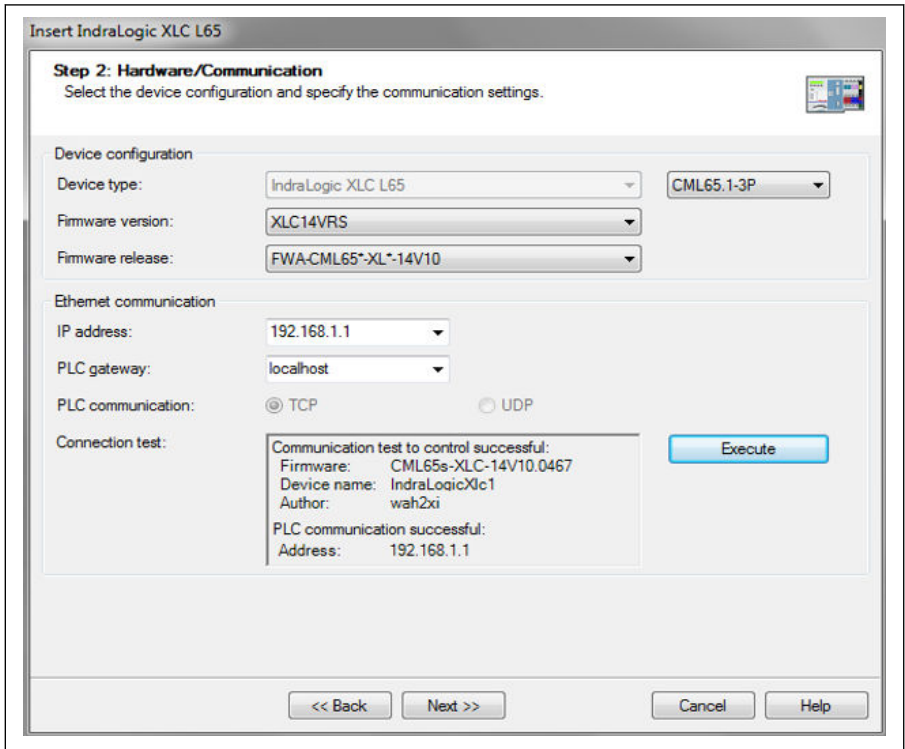 Insert IndraLogic XLC L65
Step 2: Hardware/Communication
Select the device configuration and specify the communication settings.
Device configuration
Device type: IndraLogic XLC L65 CML65.1-3P
Firmware version: XLC14VRS
Firmware release: FWA-CML65*-XL*-14V10
Ethernet communication
IP address: 192.168.1.1
PLC gateway: localhost
PLC communication: TCP UDP
Connection test: Communication test to control successful: Execute
Firmware: CML65s-XLC-14V10.0467
Device name: IndraLogicXlc1
Author: wah2xi
PLC communication successful:
Address: 192.168.1.1
<< Back Next >> Cancel Help